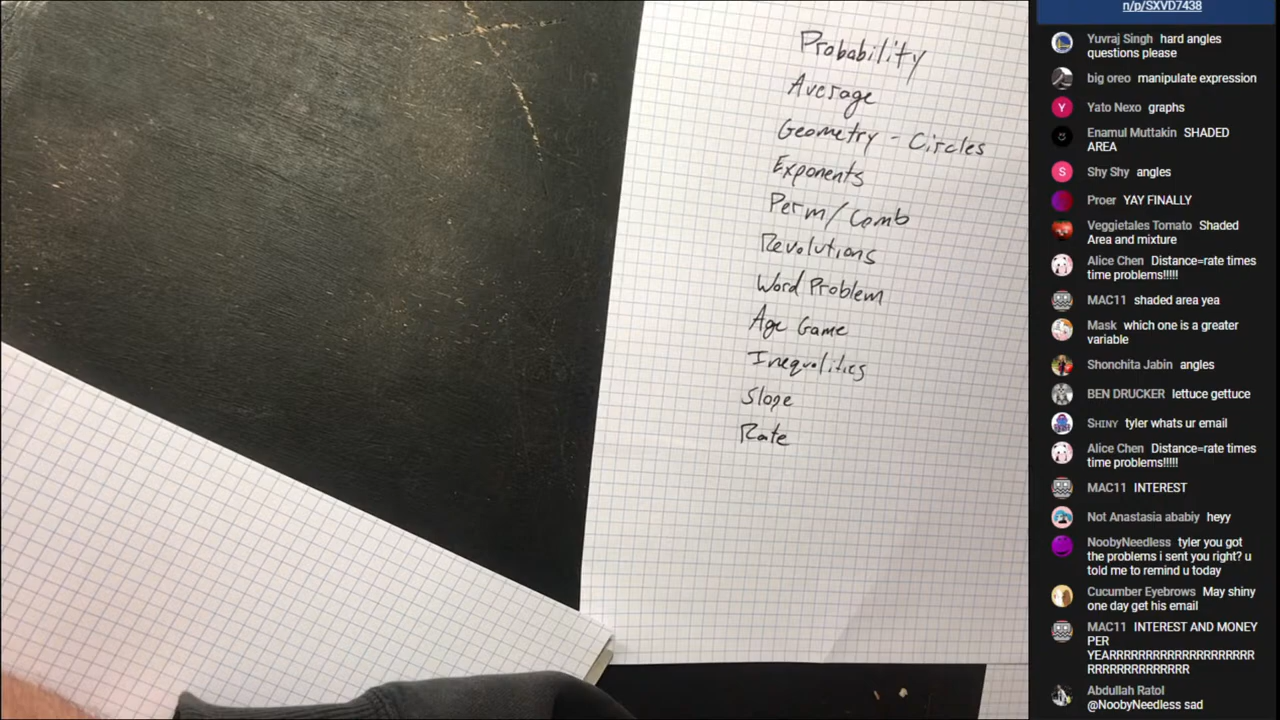 Probability
Average
Geometry - Circles
Exponents
Perm/Comb
Revolutions
Word Problem
Age Game
Inequalities
Slope
Rate
n/p/SXVD7438
Yuvraj Singh hard angles
questions please
big oreo manipulate expression
Yato Nexo graphs
Enamul Muttakin SHADED
AREA
Shy Shy angles
Proer YAY FINALLY
Veggietales Tomato Shaded
Area and mixture
Alice Chen Distance=rate times
time problems!!!!!
MAC11 shaded area yea
Mask which one is a greater
variable
Shonchita Jabin angles
BEN DRUCKER lettuce gettuce
SHINY tyler whats ur email
Alice Chen Distance=rate times
time problems!!!!!
MAC11 INTEREST
Not Anastasia ababiy heyy
NoobyNeedless tyler you got
the problems i sent you right? u
told me to remind u today
Cucumber Eyebrows May shiny
one day get his email
MAC11 INTEREST AND MONEY
PER
YEARRRRRRRRRRRRRRRRRRRR
RRRRRRRRRRRRRRRRR
Abdullah Ratol
@NoobyNeedless sad